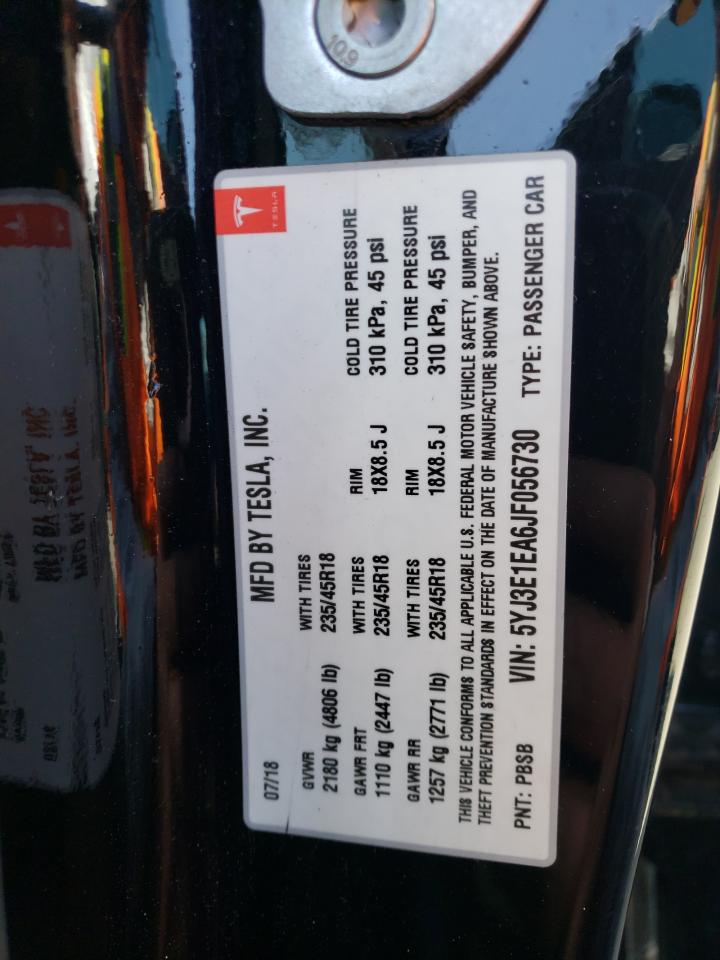 10.9
TESLA
07/18 MFD BY TESLA, INC.
GVWR WITH TIRES
2180 kg (4806 lb) 235/45R18
GAWR FRT WITH TIRES RIM COLD TIRE PRESSURE
1110 kg (2447 lb) 235/45R18 18X8.5 J 310 kPa, 45 psi
GAWR RR WITH TIRES RIM COLD TIRE PRESSURE
1257 kg (2771 lb) 235/45R18 18X8.5 J 310 kPa, 45 psi
THIS VEHICLE CONFORMS TO ALL APPLICABLE U.S. FEDERAL MOTOR VEHICLE SAFETY, BUMPER, AND
THEFT PREVENTION STANDARDS IN EFFECT ON THE DATE OF MANUFACTURE SHOWN ABOVE.
PNT: PBSB VIN: 5YJ3E1EA6JF056730 TYPE: PASSENGER CAR